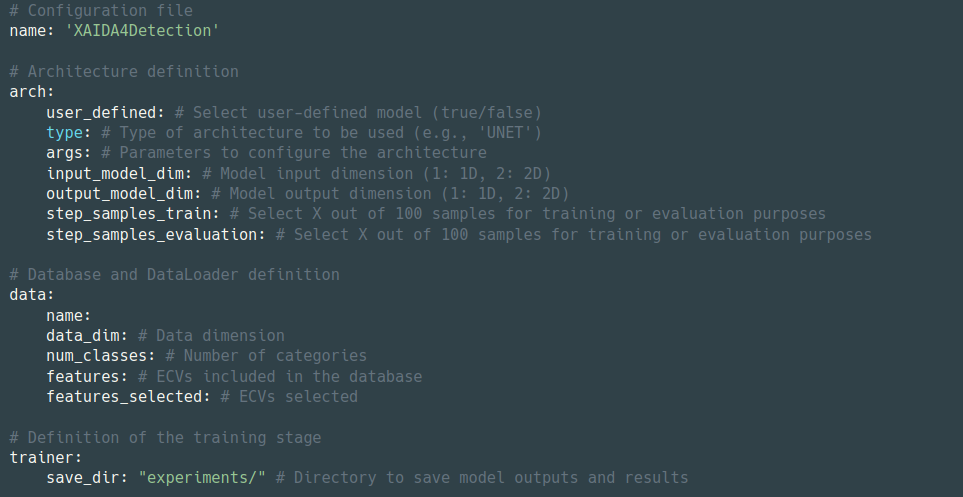 # Configuration file
name: 'XAIDA4Detection'
# Architecture definition
arch:
    user_defined: # Select user-defined model (true/false)
    type: # Type of architecture to be used (e.g., 'UNET')
    args: # Parameters to configure the architecture
    input_model_dim: # Model input dimension (1: 1D, 2: 2D)
    output_model_dim: # Model output dimension (1: 1D, 2: 2D)
    step_samples_train: # Select X out of 100 samples for training or evaluation purposes
    step_samples_evaluation: # Select X out of 100 samples for training or evaluation purposes
# Database and DataLoader definition
data:
    name:
    data_dim: # Data dimension
    num_classes: # Number of categories
    features: # ECVs included in the database
    features_selected: # ECVs selected
# Definition of the training stage
trainer:
    save_dir: "experiments/" # Directory to save model outputs and results